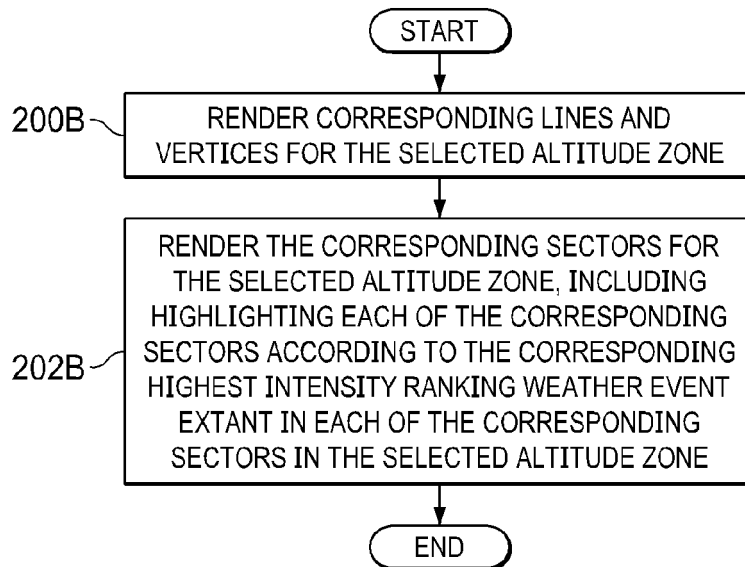 START
200B
RENDER CORRESPONDING LINES AND
VERTICES FOR THE SELECTED ALTITUDE ZONE
202B
RENDER THE CORRESPONDING SECTORS FOR
THE SELECTED ALTITUDE ZONE, INCLUDING
HIGHLIGHTING EACH OF THE CORRESPONDING
SECTORS ACCORDING TO THE CORRESPONDING
HIGHEST INTENSITY RANKING WEATHER EVENT
EXTANT IN EACH OF THE CORRESPONDING
SECTORS IN THE SELECTED ALTITUDE ZONE
END